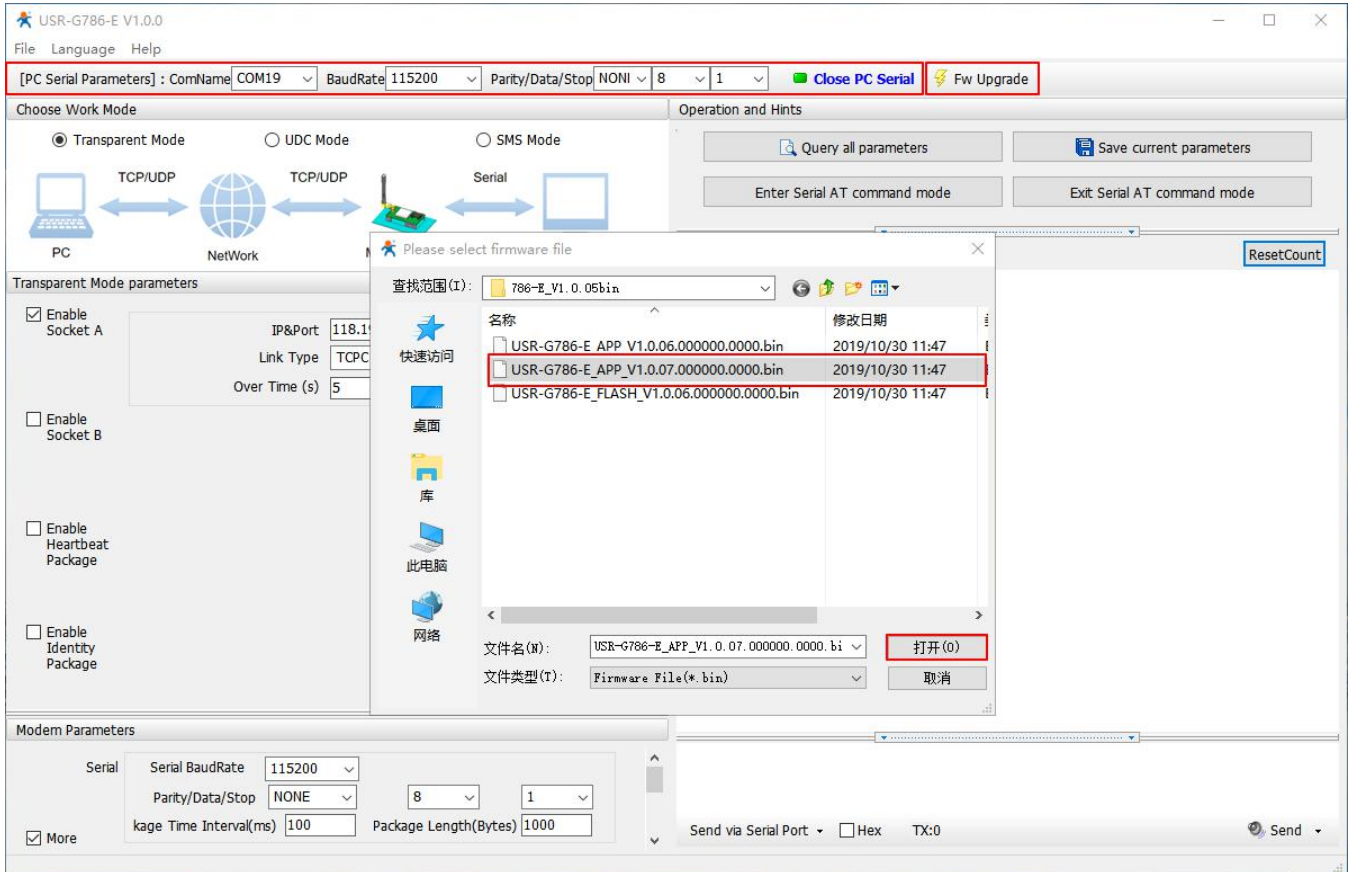 USR-G786-E V1.0.0
File Language Help
[PC Serial Parameters] : ComName COM19 BaudRate 115200 Parity/Data/Stop NONI 8 1 Close PC Serial Fw Upgrade
Choose Work Mode
Operation and Hints
Transparent Mode UDC Mode SMS Mode
Query all parameters Save current parameters
TCP/UDP TCP/UDP Serial
Enter Serial AT command mode Exit Serial AT command mode
PC NetWork
ResetCount
Transparent Mode parameters
Enable
Socket A
IP&Port 118.1
Link Type TCPC
Over Time (s) 5
Enable
Socket B
Enable
Heartbeat
Package
Enable
Identity
Package
Please select firmware file
查找范围(I): 786-E_V1.0.05bin
名称 修改日期
USR-G786-E_APP_V1.0.06.000000.0000.bin 2019/10/30 11:47
USR-G786-E_APP_V1.0.07.000000.0000.bin 2019/10/30 11:47
USR-G786-E_FLASH_V1.0.06.000000.0000.bin 2019/10/30 11:47
快速访问
桌面
库
此电脑
网络
文件名(N): USR-G786-E_APP_V1.0.07.000000.0000.bi 打开(O)
文件类型(T): Firmware File(*.bin) 取消
Modem Parameters
Serial Serial BaudRate 115200
Parity/Data/Stop NONE 8 1
kage Time Interval(ms) 100 Package Length(Bytes) 1000
More
Send via Serial Port Hex TX:0 Send